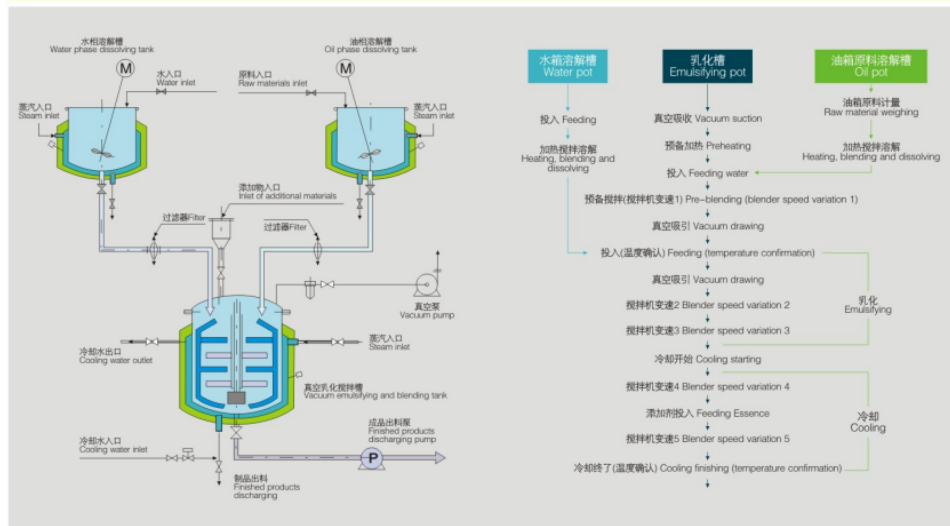 水相溶解槽
Water phase dissolving tank
油相溶解槽
Oil phase dissolving tank
M
M
水入口
Water inlet
原料入口
Raw materials inlet
蒸汽入口
Steam inlet
蒸汽入口
Steam inlet
添加物入口
Inlet of additional materials
过滤器Filter
过滤器Filter
真空泵
Vacuum pump
蒸汽入口
Steam inlet
冷却水出口
Cooling water outlet
真空乳化搅拌槽
Vacuum emulsifying and blending tank
成品出料泵
Finished products
discharging pump
P
冷却水入口
Cooling water inlet
制品出料
Finished products
discharging
水箱溶解槽
Water pot
投入 Feeding
加热搅拌溶解
Heating, blending and
dissolving
乳化槽
Emulsifying pot
真空吸收 Vacuum suction
预备加热 Preheating
投入 Feeding water
预备搅拌(搅拌机变速1) Pre-blending (blender speed variation 1)
真空吸引 Vacuum drawing
投入(温度确认) Feeding (temperature confirmation)
真空吸引 Vacuum drawing
搅拌机变速2 Blender speed variation 2
搅拌机变速3 Blender speed variation 3
冷却开始 Cooling starting
搅拌机变速4 Blender speed variation 4
添加剂投入 Feeding Essence
搅拌机变速5 Blender speed variation 5
冷却终了(温度确认) Cooling finishing (temperature confirmation)
油箱原料溶解槽
Oil pot
油箱原料计量
Raw material weighing
加热搅拌溶解
Heating, blending and dissolving
乳化
Emulsifying
冷却
Cooling